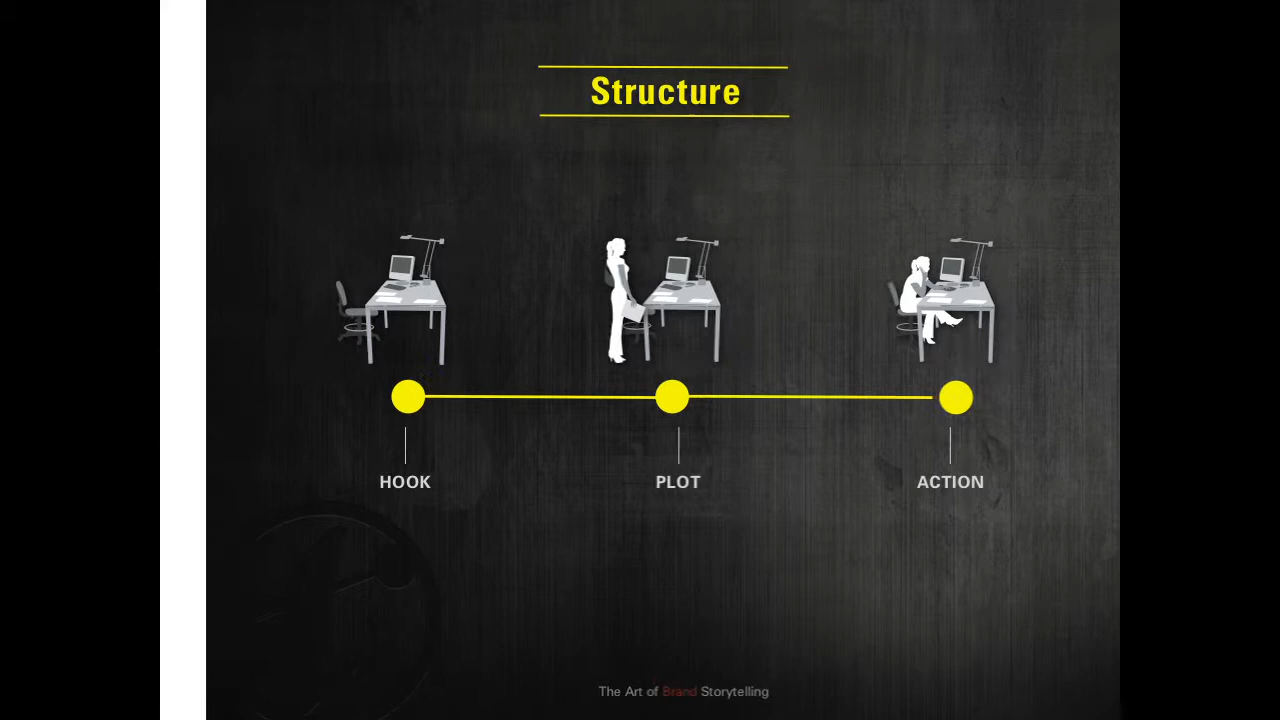 Structure
HOOK
PLOT
ACTION
The Art of Brand Storytelling